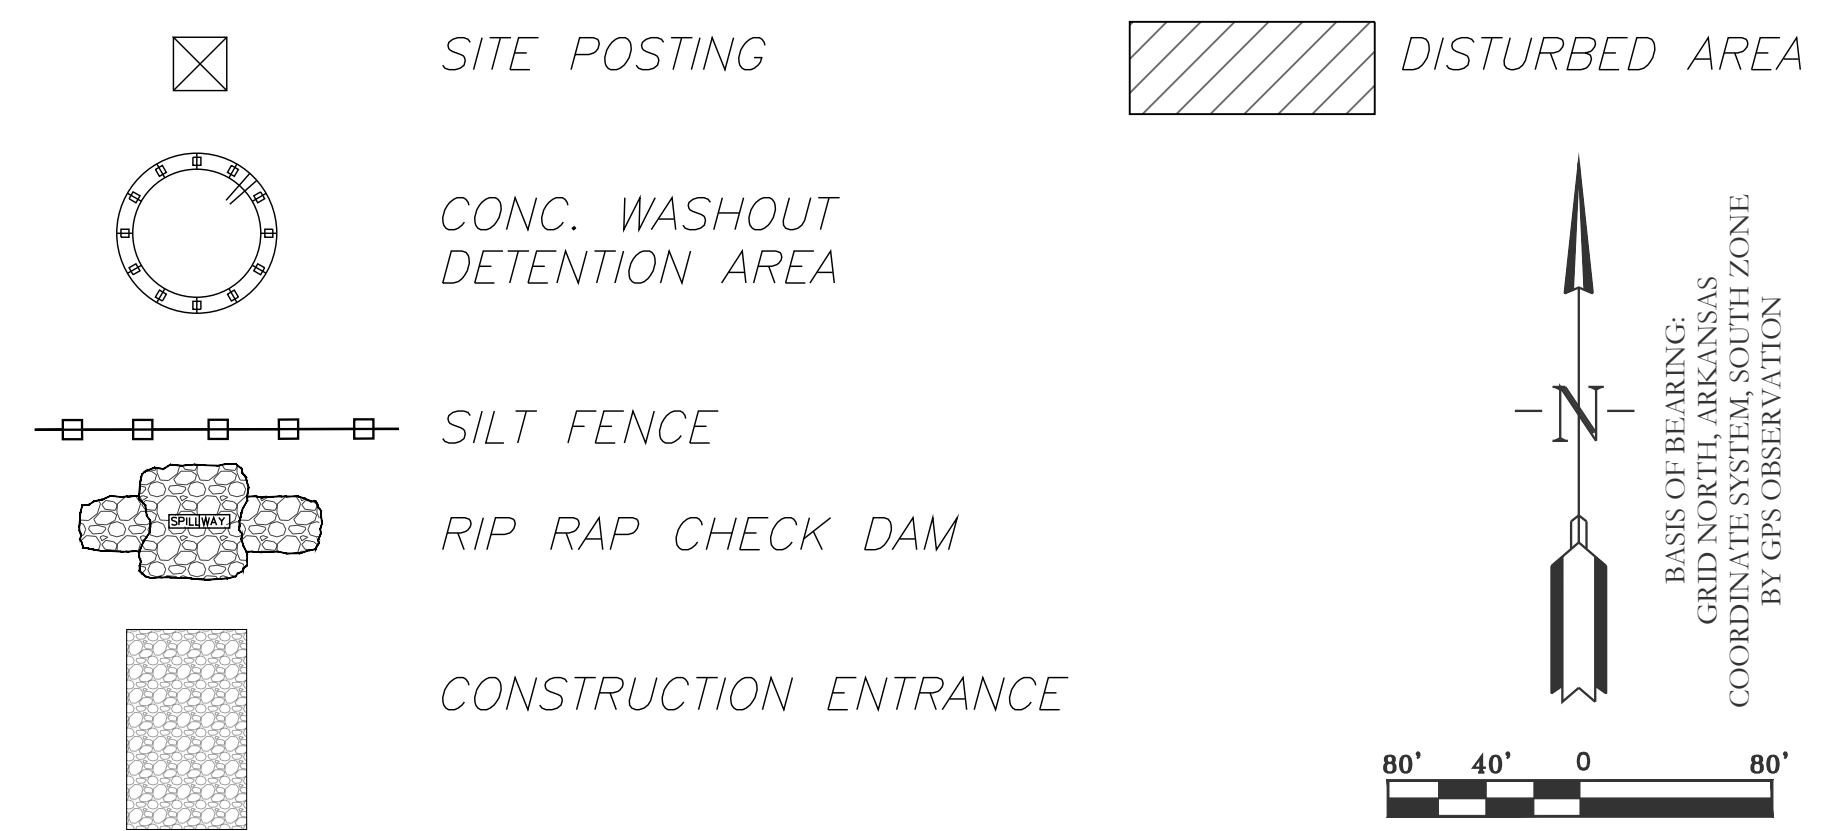 SITE POSTING
CONC. WASHOUT
DETENTION AREA
SILT FENCE
SPILLWAY
RIP RAP CHECK DAM
CONSTRUCTION ENTRANCE
DISTURBED AREA
N
BASIS OF BEARING:
GRID NORTH, ARKANSAS
COORDINATE SYSTEM, SOUTH ZONE
BY GPS OBSERVATION
80' 40' 0 80'